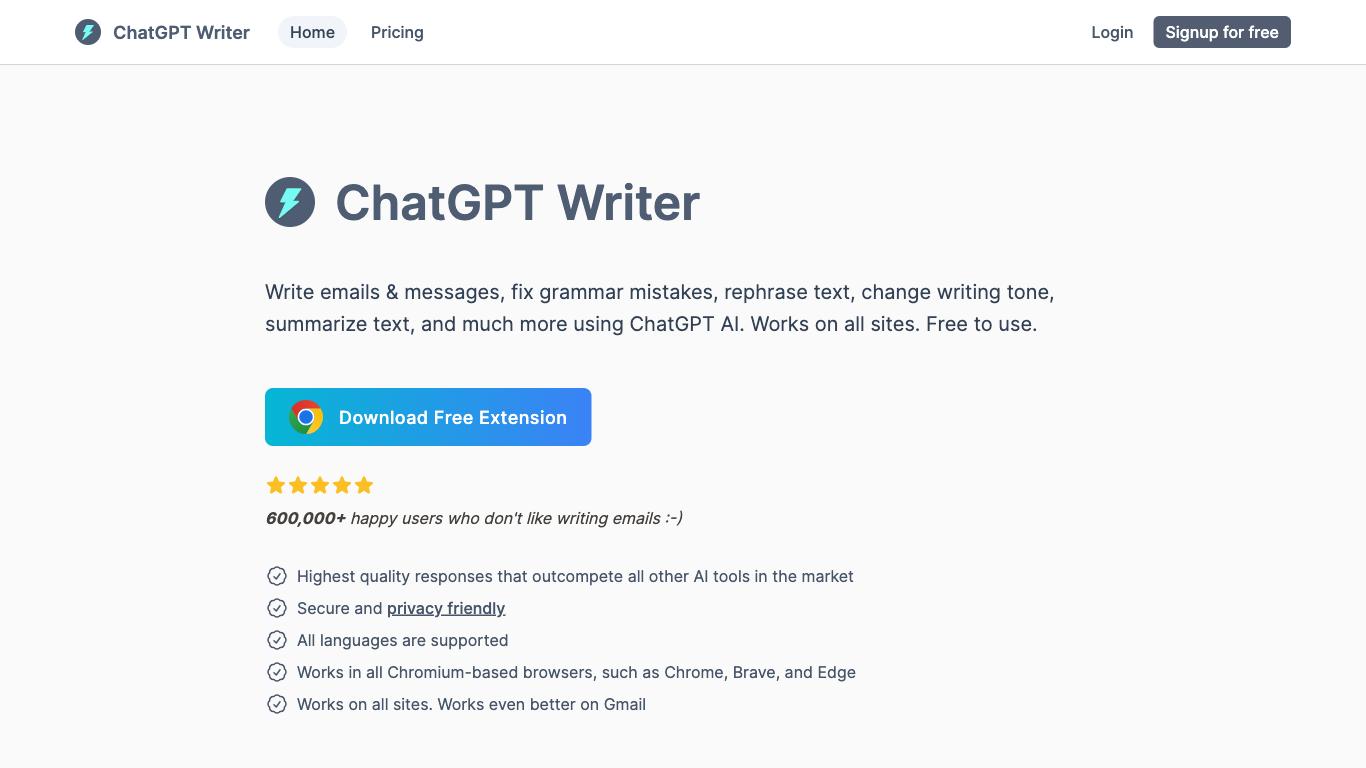 ChatGPT Writer
Home
Pricing
Login
Signup for free
ChatGPT Writer
Write emails & messages, fix grammar mistakes, rephrase text, change writing tone,
summarize text, and much more using ChatGPT AI. Works on all sites. Free to use.
Download Free Extension
600,000+ happy users who don't like writing emails :-)
Highest quality responses that outcompete all other AI tools in the market
Secure and privacy friendly
All languages are supported
Works in all Chromium-based browsers, such as Chrome, Brave, and Edge
Works on all sites. Works even better on Gmail